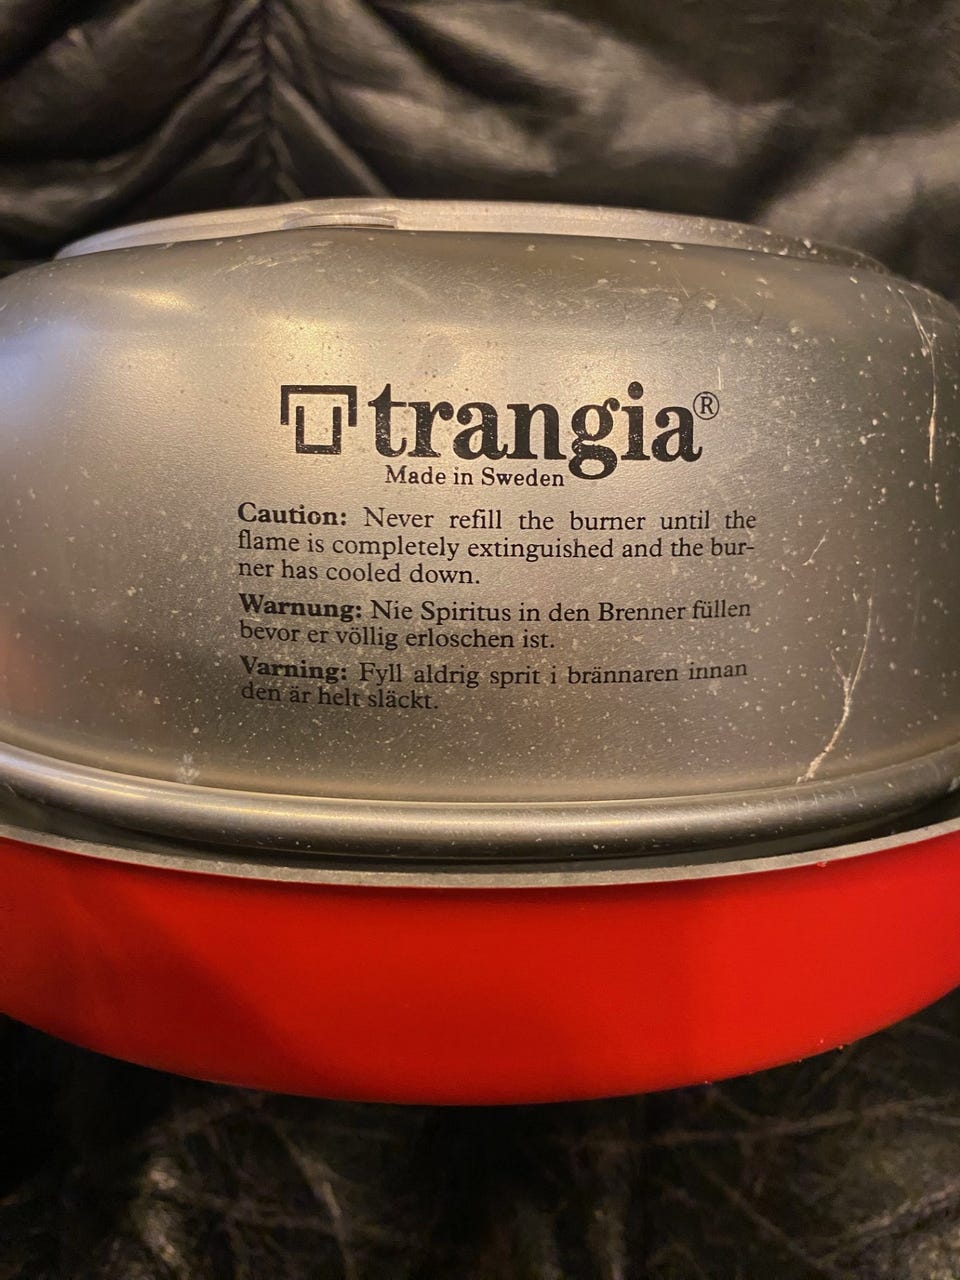 trangia®
Made in Sweden
Caution: Never refill the burner until the
flame is completely extinguished and the bur-
ner has cooled down.
Warnung: Nie Spiritus in den Brenner füllen
bevor er völlig erloschen ist.
Varning: Fyll aldrig sprit i brännaren innan
den är helt släckt.